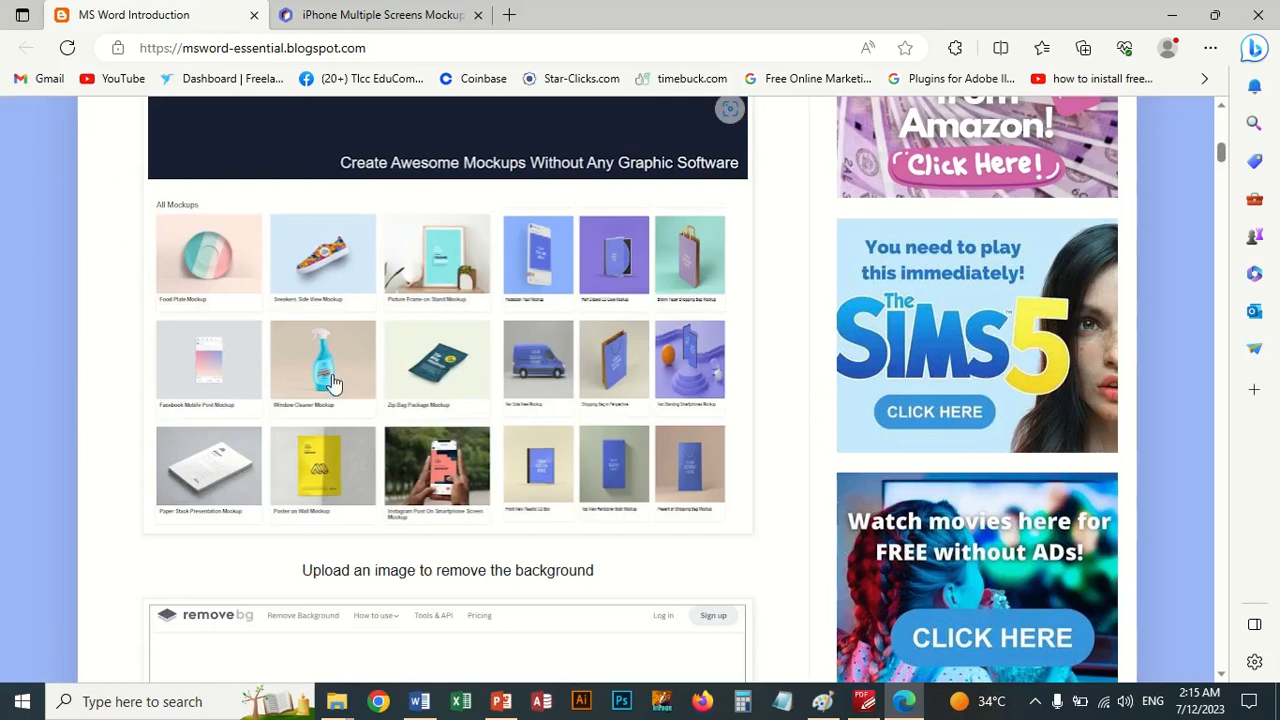 MS Word Introduction
iPhone Multiple Screens Mockup
https://msword-essential.blogspot.com
Gmail
YouTube
Dashboard | Freela...
(20+) TIcc EduCom...
Coinbase
Star-Clicks.com
timebuck.com
Free Online Marketi...
Plugins for Adobe Il...
how to inistall free...
Create Awesome Mockups Without Any Graphic Software
All Mockups
Food Plate Mockup
Sneakers, Side View Mockup
Picture Frame on Stand Mockup
Facebook Mobile Post Mockup
Window Cleaner Mockup
Zip Bag Package Mockup
Paper Stack Presentation Mockup
Poster on Wall Mockup
Instagram Post On Smartphone Screen
Mockup
Upload an image to remove the background
remove bg
Remove Background
How to use
Tools & API
Pricing
Log in
Sign up
from
Amazon!
Click Here!
You need to play
this immediately!
The
SIMS 5
CLICK HERE
Watch movies here for
FREE without ADs!
CLICK HERE
Type here to search
34°C
ENG
2:15 AM
7/12/2023